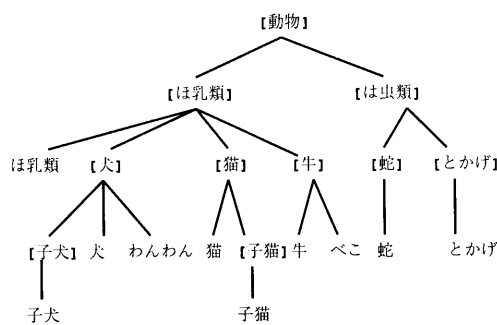 [動物]
[ほ乳類] [は虫類]
ほ乳類 [犬] [猫] [牛] [蛇] [とかげ]
[子犬] 犬 わんわん 猫 [子猫] 牛 べこ 蛇 とかげ
子犬 子猫